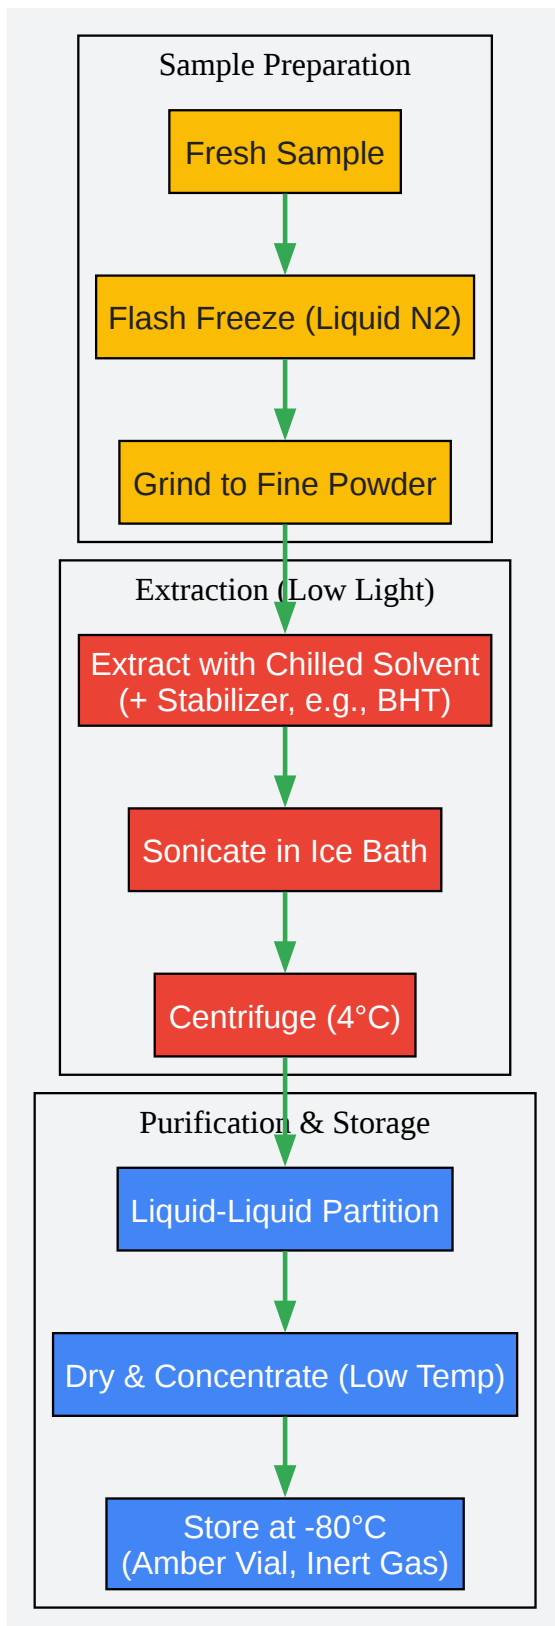 Sample Preparation
Fresh Sample
Flash Freeze (Liquid N2)
Grind to Fine Powder
Extraction (Low Light)
Extract with Chilled Solvent
(+ Stabilizer, e.g., BHT)
Sonicate in Ice Bath
Centrifuge (4°C)
Purification & Storage
Liquid-Liquid Partition
Dry & Concentrate (Low Temp)
Store at -80°C
(Amber Vial, Inert Gas)